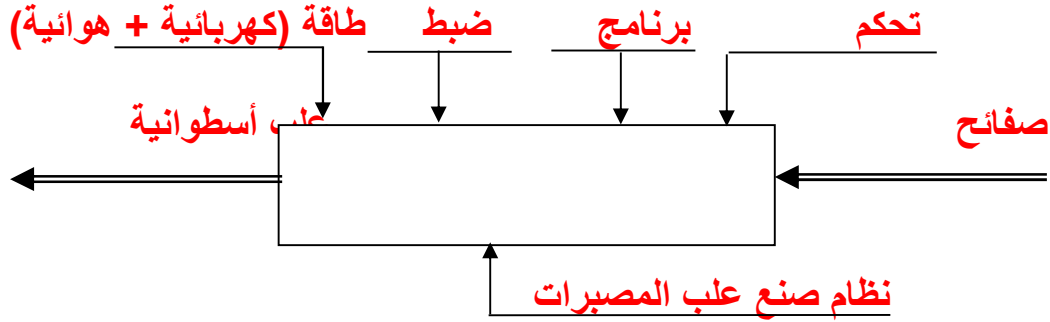 تحكم
برنامج
ضبط
طاقة (كهربائية + هوائية)
صفائح
علب أسطوانية
نظام صنع علب المصبرات